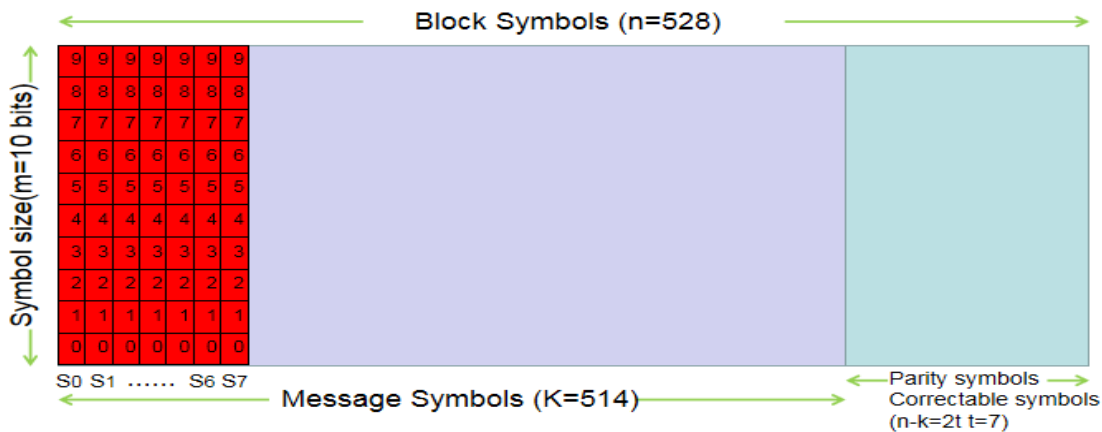 Block Symbols (n=528)
Symbol size(m=10 bits)
9 9 9 9 9 9 9
8 8 8 8 8 8 8
7 7 7 7 7 7 7
6 6 6 6 6 6 6
5 5 5 5 5 5 5
4 4 4 4 4 4 4
3 3 3 3 3 3 3
2 2 2 2 2 2 2
1 1 1 1 1 1 1
0 0 0 0 0 0 0
S0 S1 ...... S6 S7
Message Symbols (K=514)
Parity symbols
Correctable symbols
(n-k=2t t=7)